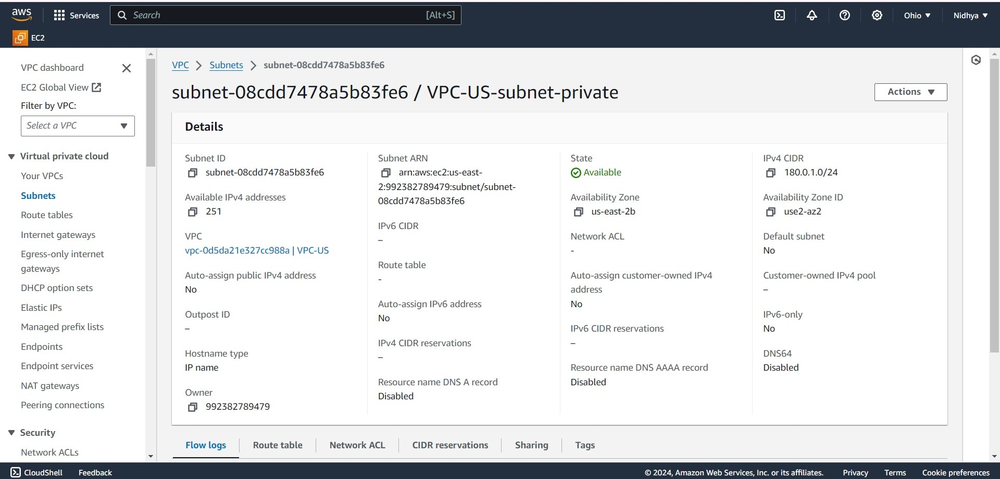 aws
Services
Search
[Alt+S]
Ohio
Nidhya
EC2
VPC dashboard
EC2 Global View
Filter by VPC:
Select a VPC
Virtual private cloud
Your VPCs
Subnets
Route tables
Internet gateways
Egress-only internet
gateways
DHCP option sets
Elastic IPs
Managed prefix lists
Endpoints
Endpoint services
NAT gateways
Peering connections
Security
Network ACLs
VPC
Subnets
subnet-08cdd7478a5b83fe6
subnet-08cdd7478a5b83fe6 / VPC-US-subnet-private
Actions
Details
Subnet ID
subnet-08cdd7478a5b83fe6
Available IPv4 addresses
251
VPC
vpc-0d5da21e327cc988a | VPC-US
Auto-assign public IPv4 address
No
Outpost ID
–
Hostname type
IP name
Owner
992382789479
Subnet ARN
arn:aws:ec2:us-east-
2:992382789479:subnet/subnet-
08cdd7478a5b83fe6
IPv6 CIDR
–
Route table
-
Auto-assign IPv6 address
No
IPv4 CIDR reservations
–
Resource name DNS A record
Disabled
State
Available
Availability Zone
us-east-2b
Network ACL
-
Auto-assign customer-owned IPv4
address
No
IPv6 CIDR reservations
–
Resource name DNS AAAA record
Disabled
IPv4 CIDR
180.0.1.0/24
Availability Zone ID
use2-az2
Default subnet
No
Customer-owned IPv4 pool
–
IPv6-only
No
DNS64
Disabled
Flow logs
Route table
Network ACL
CIDR reservations
Sharing
Tags
CloudShell
Feedback
© 2024, Amazon Web Services, Inc. or its affiliates.
Privacy
Terms
Cookie preferences